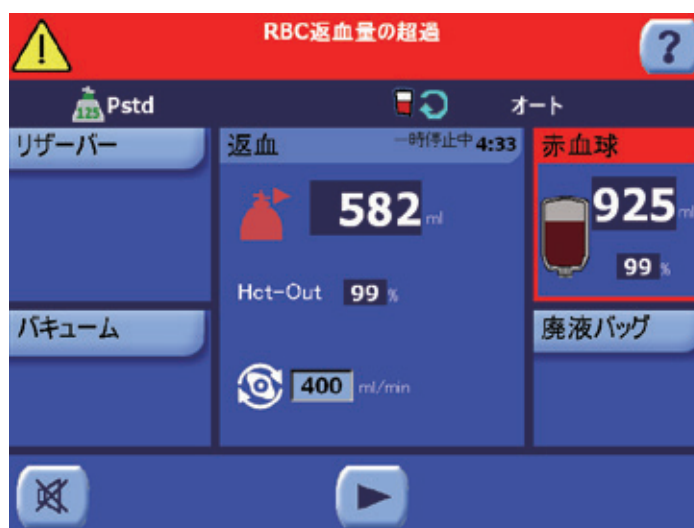 RBC返血量の超過
?
125 Pstd
オート
リザーバー
返血 一時停止中 4:33
赤血球
582 ml
925 ml
Hct-Out 99 %
99 %
バキューム
廃液バッグ
400 ml/min